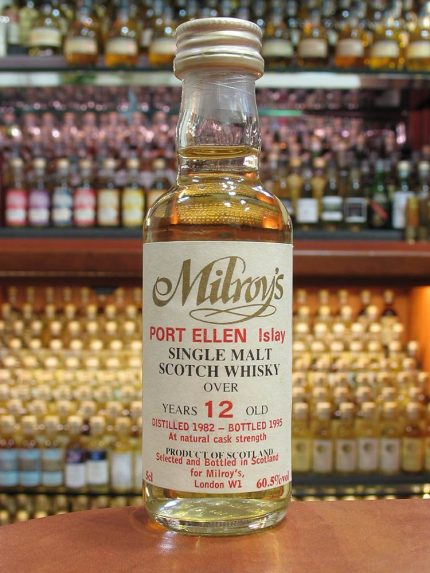 Milroy's
PORT ELLEN Islay
SINGLE MALT
SCOTCH WHISKY
OVER
YEARS 12 OLD
DISTILLED 1982 – BOTTLED 1995
At natural cask strength
PRODUCT OF SCOTLAND
Selected and Bottled in Scotland
for Milroy's,
5cl London W1 60.5%vol